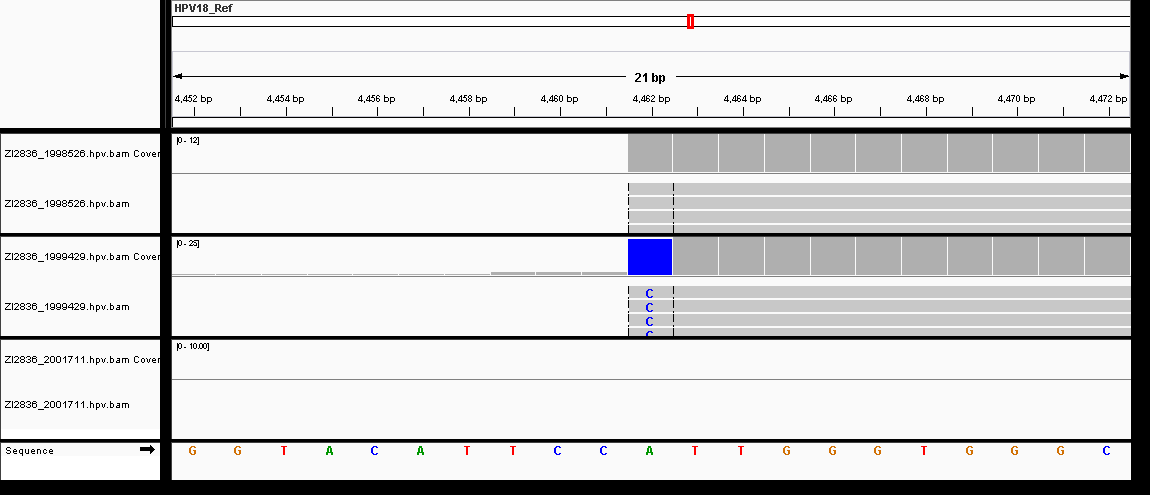 HPV18_Ref
21 bp
4,452 bp 4,454 bp 4,456 bp 4,458 bp 4,460 bp 4,462 bp 4,464 bp 4,466 bp 4,468 bp 4,470 bp 4,472 bp
[0 - 12]
ZI2836_1998526.hpv.bam Cover
ZI2836_1998526.hpv.bam
[0 - 25]
ZI2836_1999429.hpv.bam Cover
C
ZI2836_1999429.hpv.bam C
C
C
[0 - 10.00]
ZI2836_2001711.hpv.bam Cover
ZI2836_2001711.hpv.bam
Sequence G G T A C A T T C C A T T G G G T G G G C